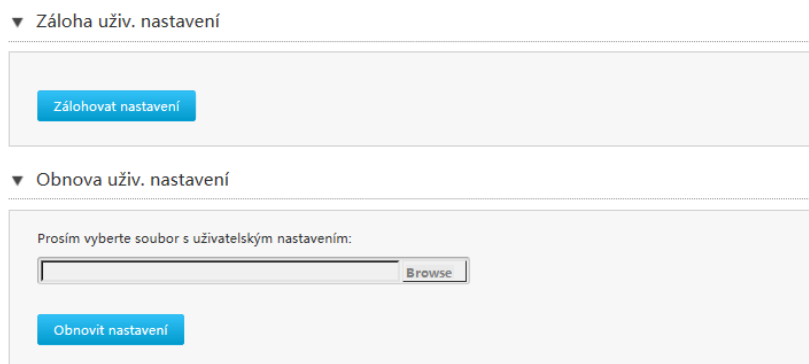 Záloha uživ. nastavení
Zálohovat nastavení
Obnova uživ. nastavení
Prosím vyberte soubor s uživatelským nastavením:
Browse
Obnovit nastavení